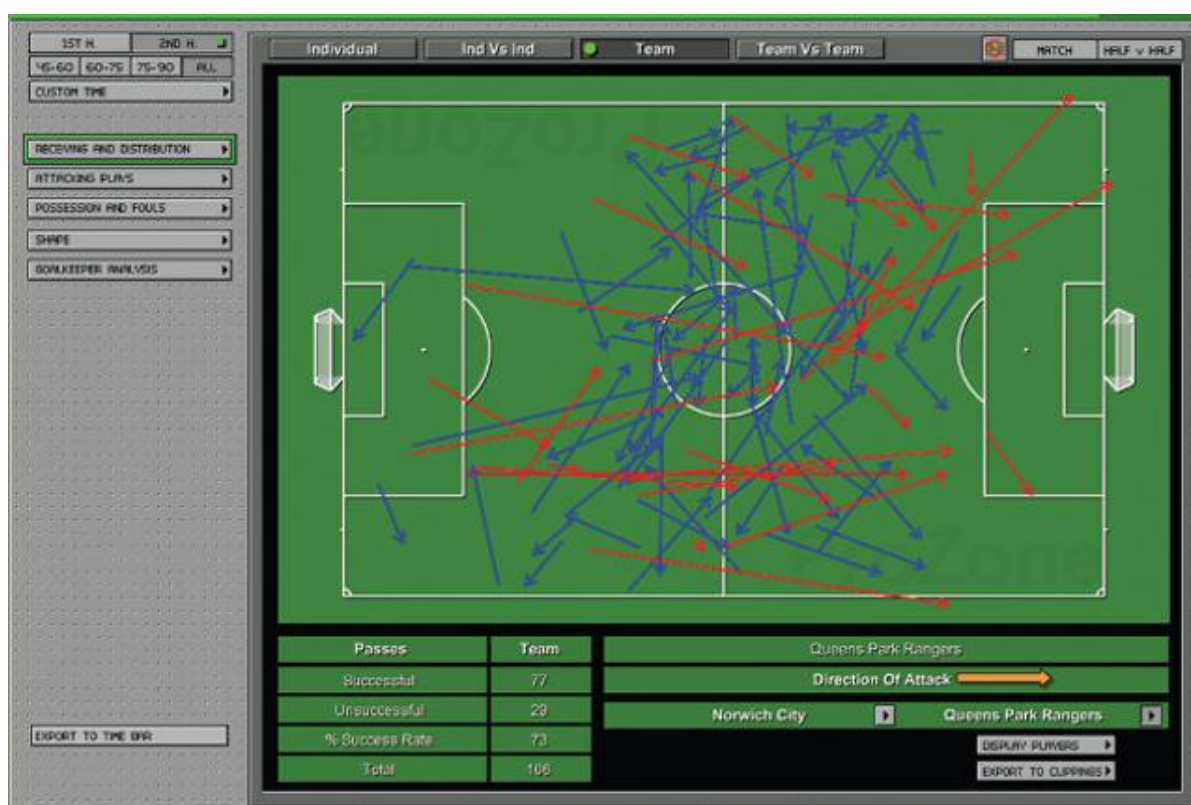 1ST H. 2ND H.
45-60 60-75 75-90 ALL
CUSTOM TIME
RECEIVING AND DISTRIBUTION
ATTACKING PLAYS
POSSESSION AND FOULS
SHAPE
GOALKEEPER ANALYSIS
EXPORT TO TIME BAR
Individual Ind Vs Ind Team Team Vs Team MATCH HALF v HALF
Passes Team
Successful 77
Unsuccessful 29
% Success Rate 73
Total 106
Queens Park Rangers
Direction Of Attack
Norwich City Queens Park Rangers
DISPLAY PLAYERS
EXPORT TO CLIPPINGS